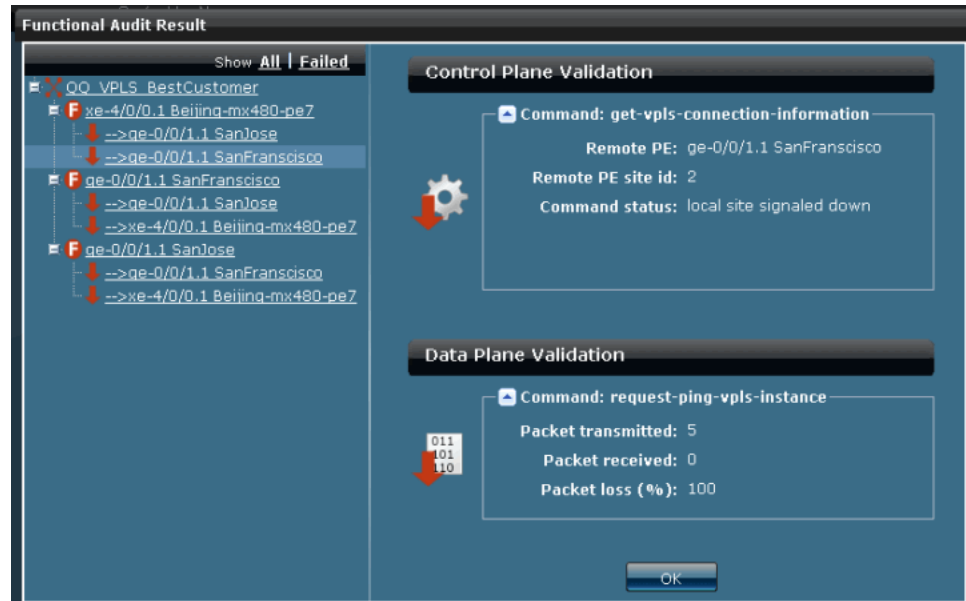 Functional Audit Result
Show All | Failed
QQ_VPLS_BestCustomer
F xe-4/0/0.1 Beijing-mx480-pe7
-->ge-0/0/1.1 SanJose
-->ge-0/0/1.1 SanFranscisco
F ge-0/0/1.1 SanFranscisco
-->ge-0/0/1.1 SanJose
-->xe-4/0/0.1 Beijing-mx480-pe7
F ge-0/0/1.1 SanJose
-->ge-0/0/1.1 SanFranscisco
-->xe-4/0/0.1 Beijing-mx480-pe7
Control Plane Validation
Command: get-vpls-connection-information
Remote PE: ge-0/0/1.1 SanFranscisco
Remote PE site id: 2
Command status: local site signaled down
Data Plane Validation
Command: request-ping-vpls-instance
011
101
110
Packet transmitted: 5
Packet received: 0
Packet loss (%): 100
OK